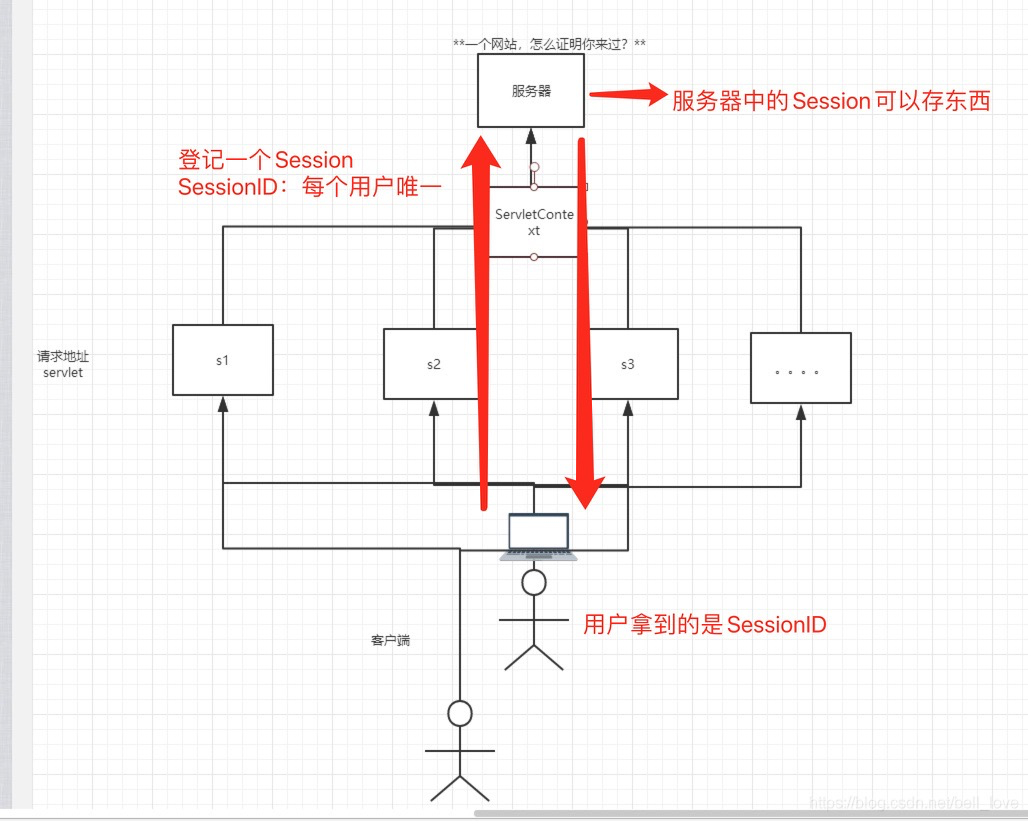 **一个网站，怎么证明你来过？**
服务器
服务器中的Session可以存东西
登记一个Session
SessionID：每个用户唯一
ServletConte
xt
s1
s2
s3
。。。。
请求地址
servlet
用户拿到的是SessionID
客户端
https://blog.csdn.net/bell_love